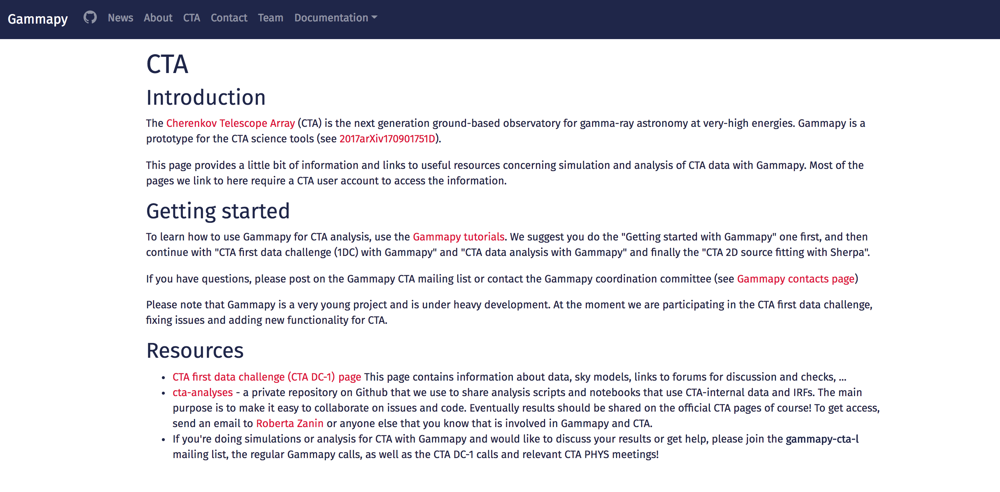 Gammapy News About CTA Contact Team Documentation
CTA
Introduction
The Cherenkov Telescope Array (CTA) is the next generation ground-based observatory for gamma-ray astronomy at very-high energies. Gammapy is a
prototype for the CTA science tools (see 2017arXiv170901751D).
This page provides a little bit of information and links to useful resources concerning simulation and analysis of CTA data with Gammapy. Most of the
pages we link to here require a CTA user account to access the information.
Getting started
To learn how to use Gammapy for CTA analysis, use the Gammapy tutorials. We suggest you do the "Getting started with Gammapy" one first, and then
continue with "CTA first data challenge (1DC) with Gammapy" and "CTA data analysis with Gammapy" and finally the "CTA 2D source fitting with Sherpa".
If you have questions, please post on the Gammapy CTA mailing list or contact the Gammapy coordination committee (see Gammapy contacts page)
Please note that Gammapy is a very young project and is under heavy development. At the moment we are participating in the CTA first data challenge,
fixing issues and adding new functionality for CTA.
Resources
• CTA first data challenge (CTA DC-1) page This page contains information about data, sky models, links to forums for discussion and checks, ...
• cta-analyses - a private repository on Github that we use to share analysis scripts and notebooks that use CTA-internal data and IRFs. The main
purpose is to make it easy to collaborate on issues and code. Eventually results should be shared on the official CTA pages of course! To get access,
send an email to Roberta Zanin or anyone else that you know that is involved in Gammapy and CTA.
• If you're doing simulations or analysis for CTA with Gammapy and would like to discuss your results or get help, please join the gammapy-cta-l
mailing list, the regular Gammapy calls, as well as the CTA DC-1 calls and relevant CTA PHYS meetings!